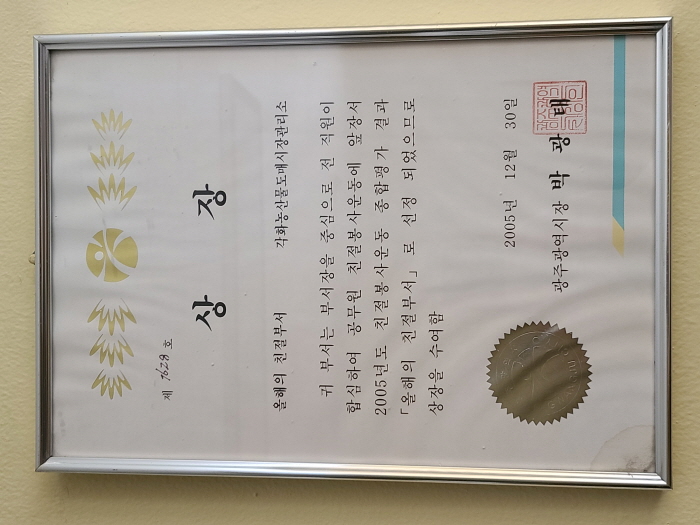 제 7628 호
상 장
올해의 친절부서
각화농산물도매시장관리소
귀 부서는 부서장을 중심으로 전 직원이
합심하여 공무원 친절봉사운동에 앞장서
2005년도 친절봉사운동 종합평가 결과
「올해의 친절부서」로 선정 되었으므로
상장을 수여함
2005년 12월 30일
광주광역시장 박 광 태